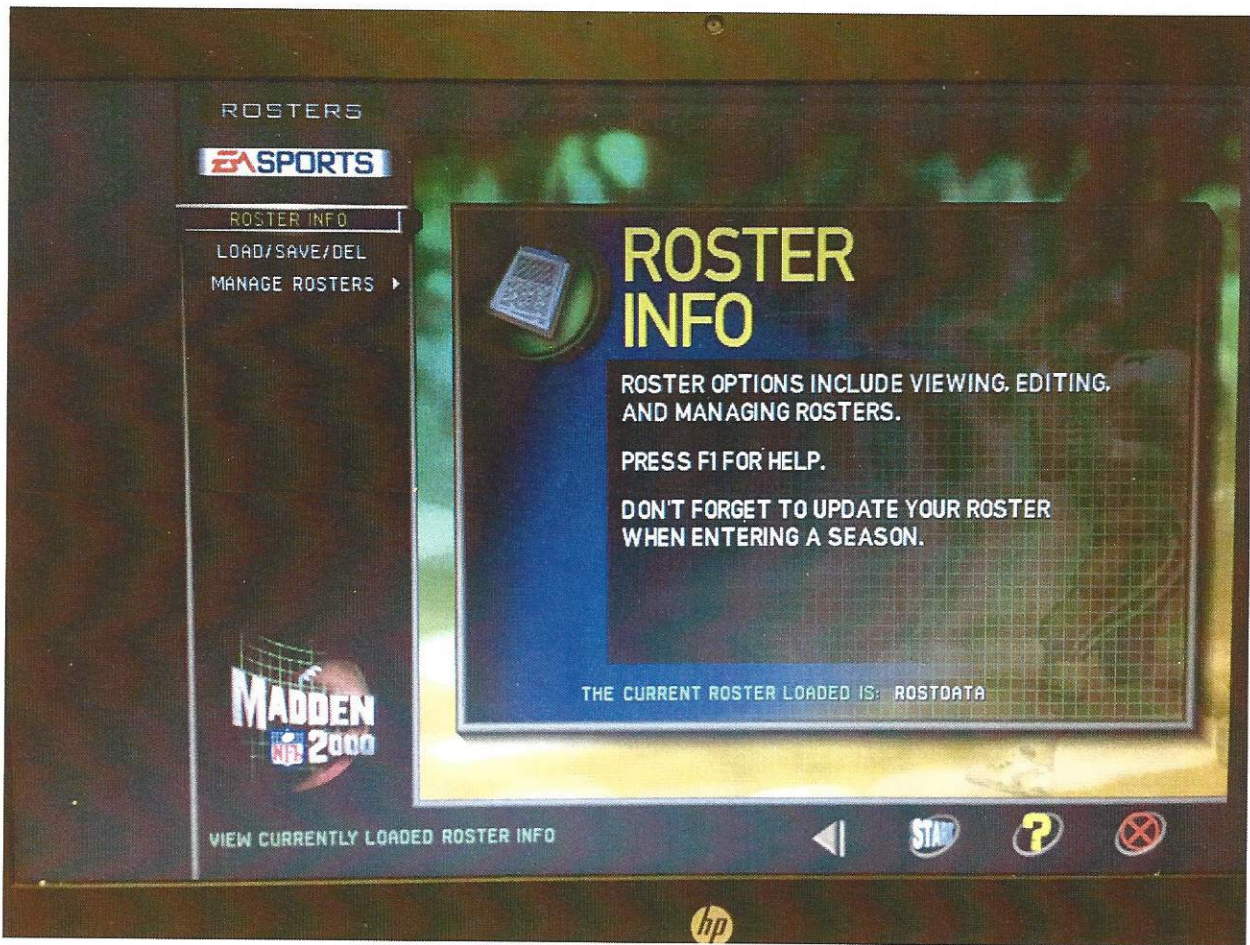 ROSTERS
EA SPORTS
ROSTER INFO
LOAD/SAVE/DEL
MANAGE ROSTERS
ROSTER
INFO
ROSTER OPTIONS INCLUDE VIEWING, EDITING,
AND MANAGING ROSTERS.
PRESS F1 FOR HELP.
DON'T FORGET TO UPDATE YOUR ROSTER
WHEN ENTERING A SEASON.
THE CURRENT ROSTER LOADED IS: ROSTDATA
MADDEN
NFL 2000
VIEW CURRENTLY LOADED ROSTER INFO
START
?
hp